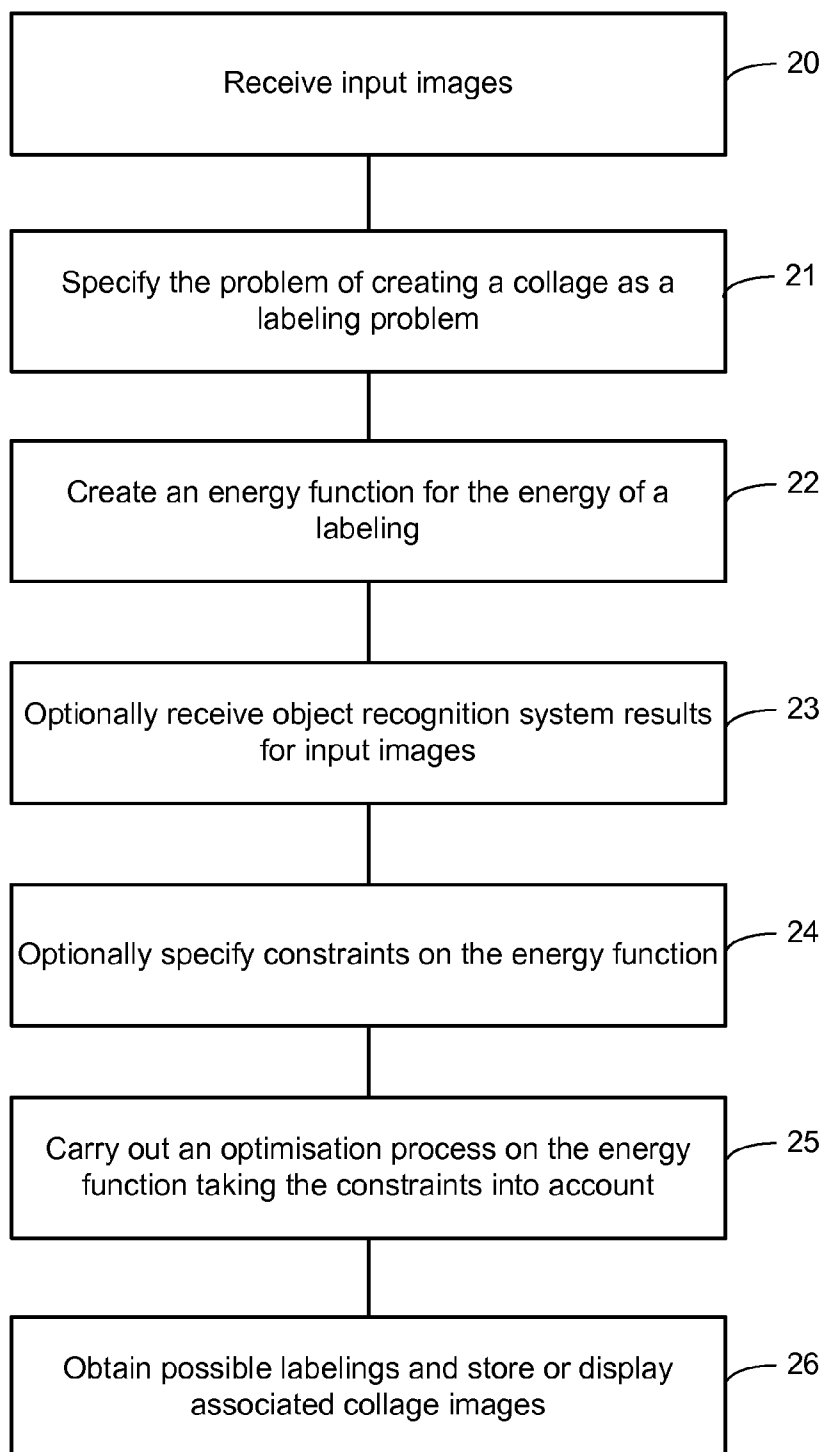 Receive input images
20
Specify the problem of creating a collage as a
labeling problem
21
Create an energy function for the energy of a
labeling
22
Optionally receive object recognition system results
for input images
23
Optionally specify constraints on the energy function
24
Carry out an optimisation process on the energy
function taking the constraints into account
25
Obtain possible labelings and store or display
associated collage images
26